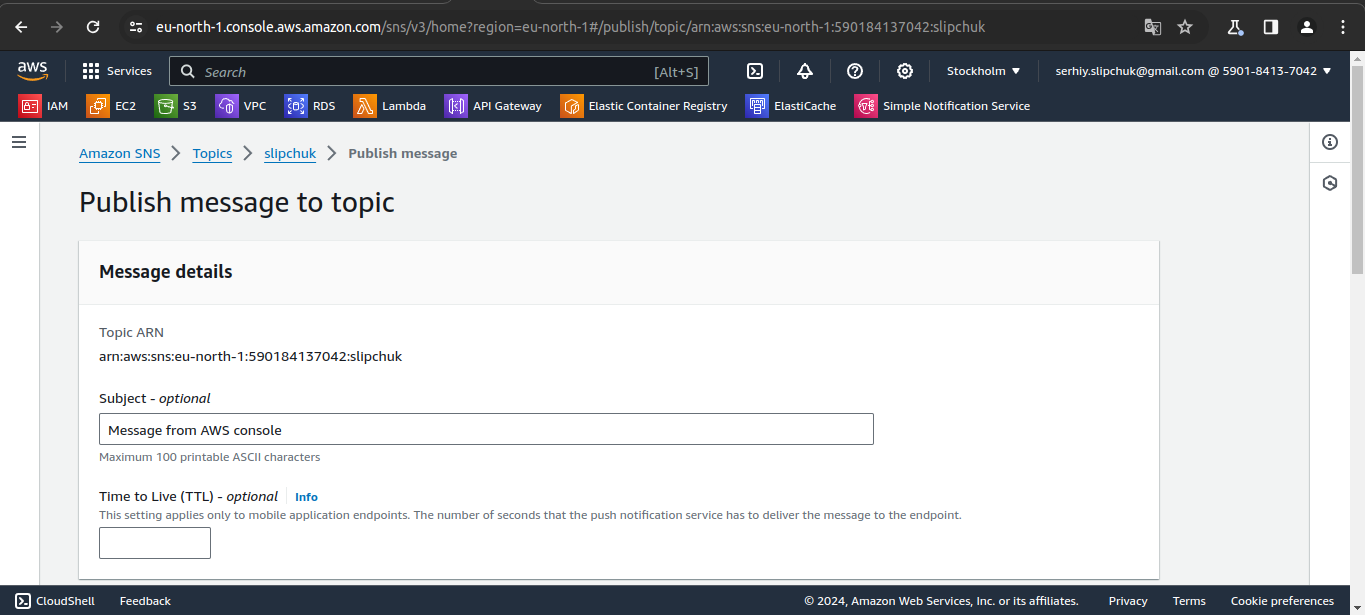 eu-north-1.console.aws.amazon.com/sns/v3/home?region=eu-north-1#/publish/topic/arn:aws:sns:eu-north-1:590184137042:slipchuk
aws Services Search [Alt+S] Stockholm serhiy.slipchuk@gmail.com @ 5901-8413-7042
IAM EC2 S3 VPC RDS Lambda API Gateway Elastic Container Registry ElastiCache Simple Notification Service
Amazon SNS Topics slipchuk Publish message
Publish message to topic
Message details
Topic ARN
arn:aws:sns:eu-north-1:590184137042:slipchuk
Subject - optional
Message from AWS console
Maximum 100 printable ASCII characters
Time to Live (TTL) - optional Info
This setting applies only to mobile application endpoints. The number of seconds that the push notification service has to deliver the message to the endpoint.
CloudShell Feedback © 2024, Amazon Web Services, Inc. or its affiliates. Privacy Terms Cookie preferences